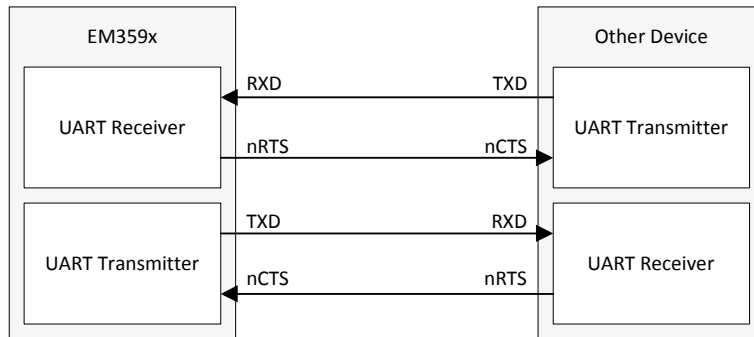 EM359x
Other Device
RXD
TXD
UART Receiver
UART Transmitter
nRTS
nCTS
TXD
RXD
UART Transmitter
UART Receiver
nCTS
nRTS